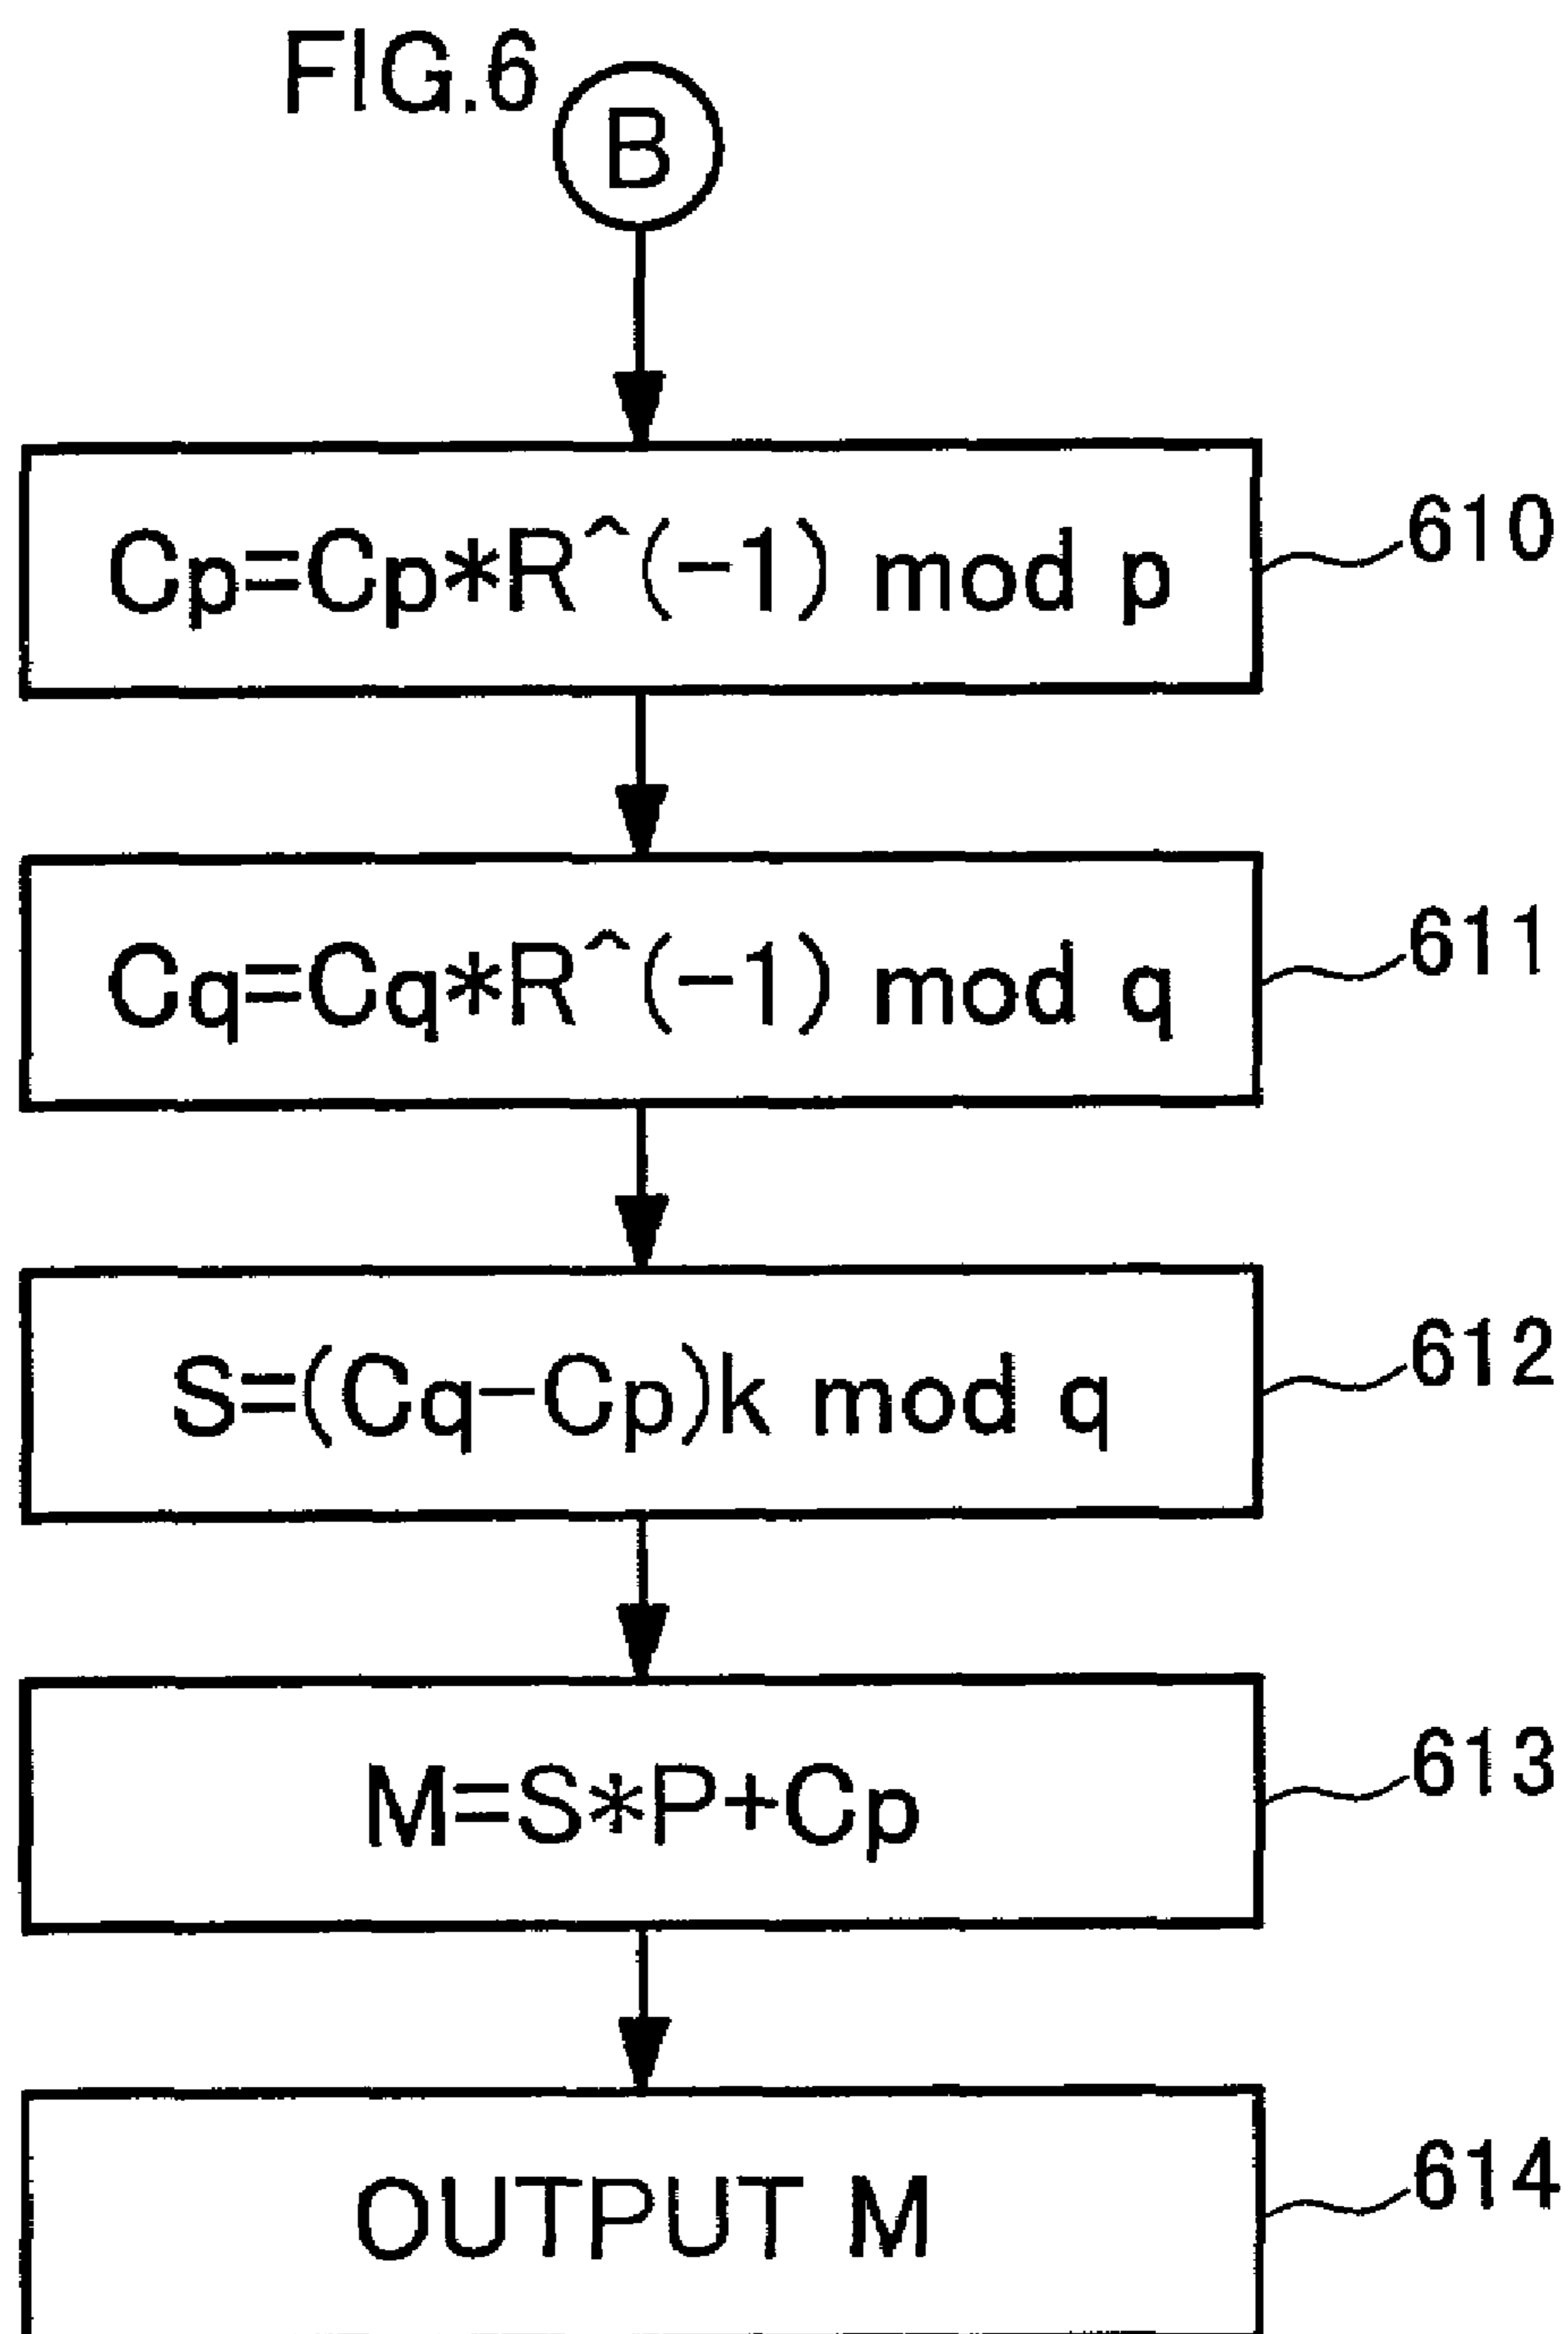 FIG.6
B
Cp=Cp*R^(-1) mod p
610
Cq=Cq*R^(-1) mod q
611
S=(Cq-Cp)k mod q
612
M=S*P+Cp
613
OUTPUT M
614